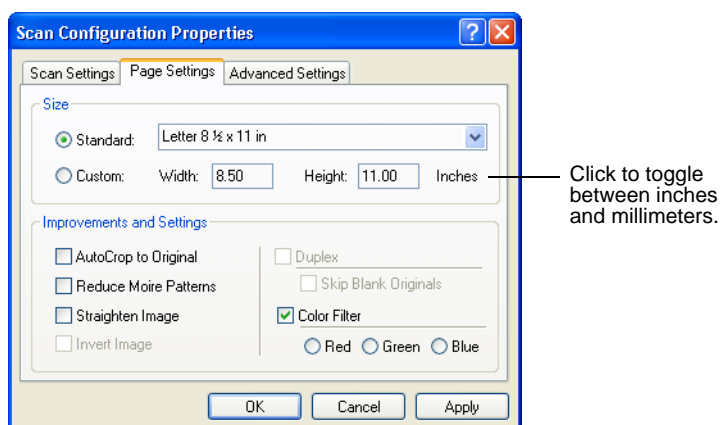 Scan Configuration Properties
Scan Settings Page Settings Advanced Settings
Size
Standard: Letter 8 ½ x 11 in
Custom: Width: 8.50 Height: 11.00 Inches
Click to toggle
between inches
and millimeters.
Improvements and Settings
AutoCrop to Original
Reduce Moire Patterns
Straighten Image
Invert Image
Duplex
Skip Blank Originals
Color Filter
Red Green Blue
OK Cancel Apply